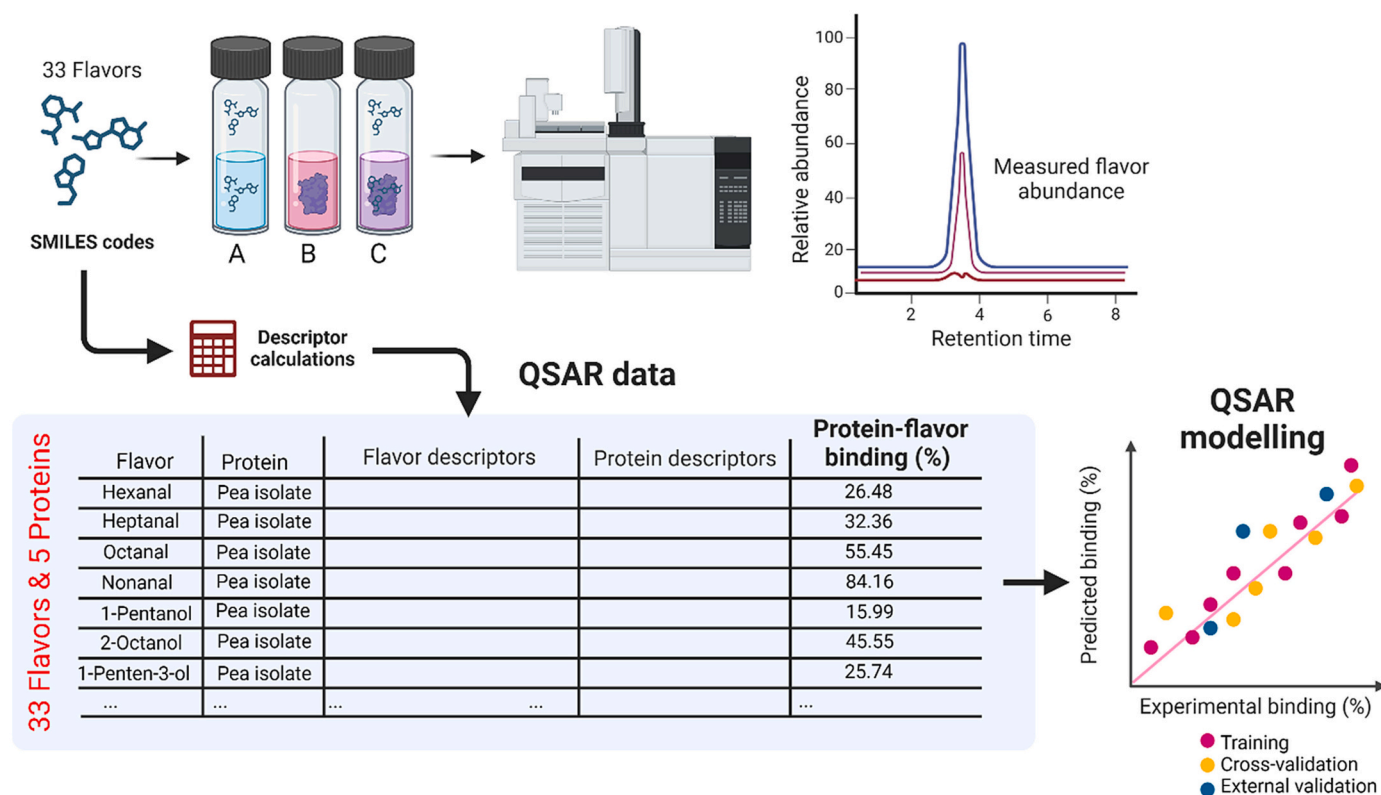 33 Flavors
SMILES codes
A B C
Relative abundance
100
80
60
40
20
0
2 4 6 8
Retention time
Measured flavor
abundance
Descriptor
calculations
QSAR data
33 Flavors & 5 Proteins
Flavor Protein Flavor descriptors Protein descriptors Protein-flavor
binding (%)
Hexanal Pea isolate 26.48
Heptanal Pea isolate 32.36
Octanal Pea isolate 55.45
Nonanal Pea isolate 84.16
1-Pentanol Pea isolate 15.99
2-Octanol Pea isolate 45.55
1-Penten-3-ol Pea isolate 25.74
... ... ... ... ...
QSAR
modelling
Predicted binding (%)
Experimental binding (%)
Training
Cross-validation
External validation